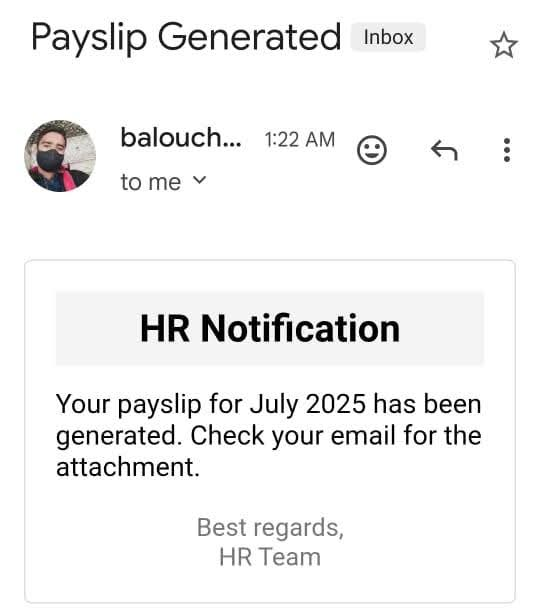 Payslip Generated Inbox
balouch... 1:22 AM
to me
HR Notification
Your payslip for July 2025 has been
generated. Check your email for the
attachment.
Best regards,
HR Team